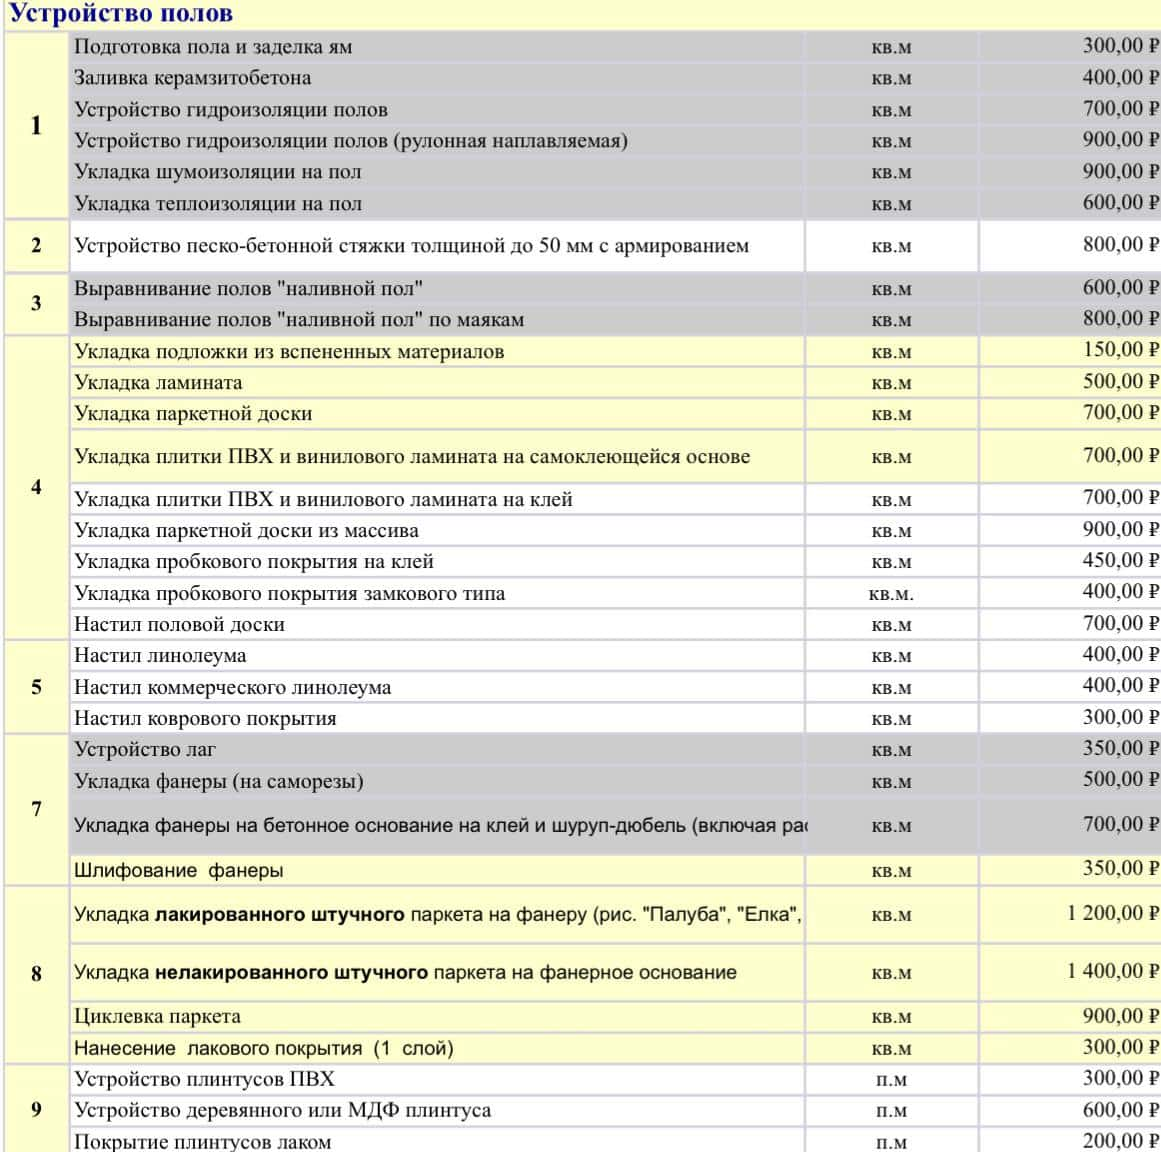 Устройство полов
1
Подготовка пола и заделка ям кв.м 300,00 ₽
Заливка керамзитобетона кв.м 400,00 ₽
Устройство гидроизоляции полов кв.м 700,00 ₽
Устройство гидроизоляции полов (рулонная наплавляемая) кв.м 900,00 ₽
Укладка шумоизоляции на пол кв.м 900,00 ₽
Укладка теплоизоляции на пол кв.м 600,00 ₽
2 Устройство песко-бетонной стяжки толщиной до 50 мм с армированием кв.м 800,00 ₽
3
Выравнивание полов "наливной пол" кв.м 600,00 ₽
Выравнивание полов "наливной пол" по маякам кв.м 800,00 ₽
4
Укладка подложки из вспененных материалов кв.м 150,00 ₽
Укладка ламината кв.м 500,00 ₽
Укладка паркетной доски кв.м 700,00 ₽
Укладка плитки ПВХ и винилового ламината на самоклеющейся основе кв.м 700,00 ₽
Укладка плитки ПВХ и винилового ламината на клей кв.м 700,00 ₽
Укладка паркетной доски из массива кв.м 900,00 ₽
Укладка пробкового покрытия на клей кв.м 450,00 ₽
Укладка пробкового покрытия замкового типа кв.м. 400,00 ₽
Настил половой доски кв.м 700,00 ₽
5
Настил линолеума кв.м 400,00 ₽
Настил коммерческого линолеума кв.м 400,00 ₽
Настил коврового покрытия кв.м 300,00 ₽
7
Устройство лаг кв.м 350,00 ₽
Укладка фанеры (на саморезы) кв.м 500,00 ₽
Укладка фанеры на бетонное основание на клей и шуруп-дюбель (включая рас кв.м 700,00 ₽
Шлифование фанеры кв.м 350,00 ₽
8
Укладка лакированного штучного паркета на фанеру (рис. "Палуба", "Елка", кв.м 1 200,00 ₽
Укладка нелакированного штучного паркета на фанерное основание кв.м 1 400,00 ₽
Циклевка паркета кв.м 900,00 ₽
Нанесение лакового покрытия (1 слой) кв.м 300,00 ₽
9
Устройство плинтусов ПВХ п.м 300,00 ₽
Устройство деревянного или МДФ плинтуса п.м 600,00 ₽
Покрытие плинтусов лаком п.м 200,00 ₽